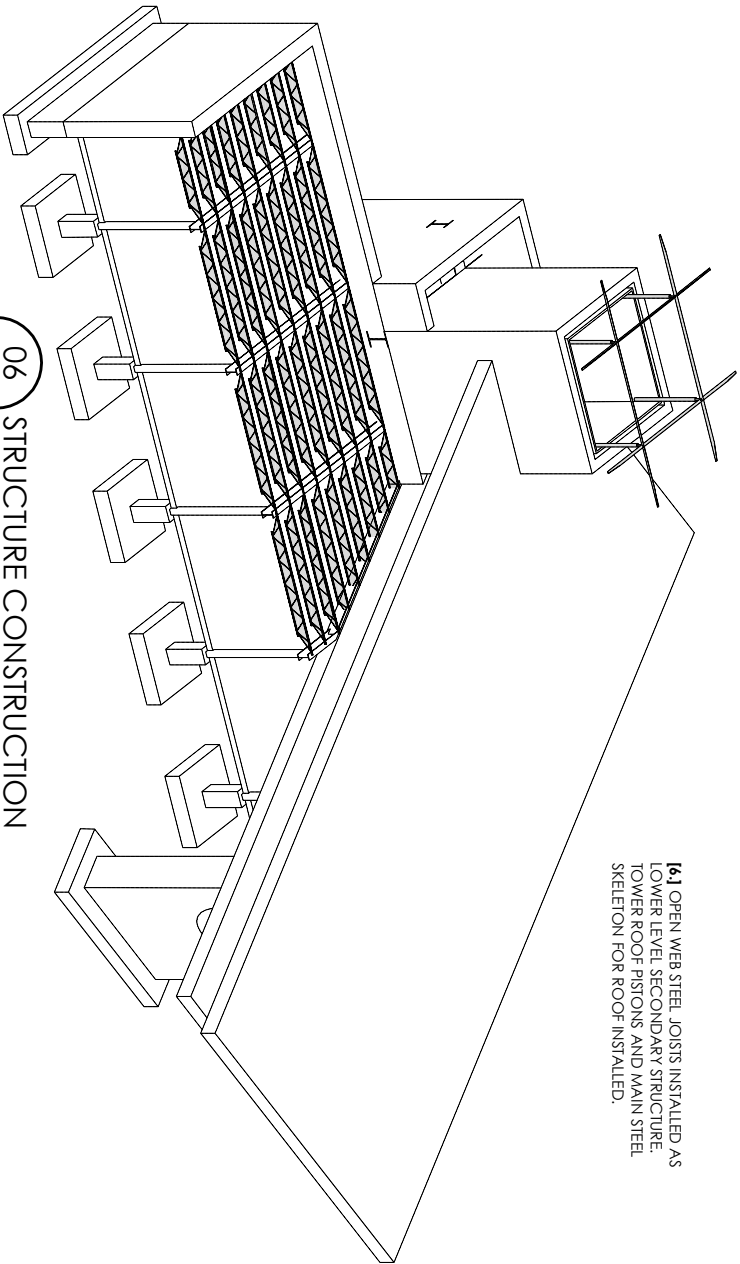 [6.] OPEN WEB STEEL JOISTS INSTALLED AS
LOWER LEVEL SECONDARY STRUCTURE.
TOWER ROOF PISTONS AND MAIN STEEL
SKELETON FOR ROOF INSTALLED.
06 STRUCTURE CONSTRUCTION